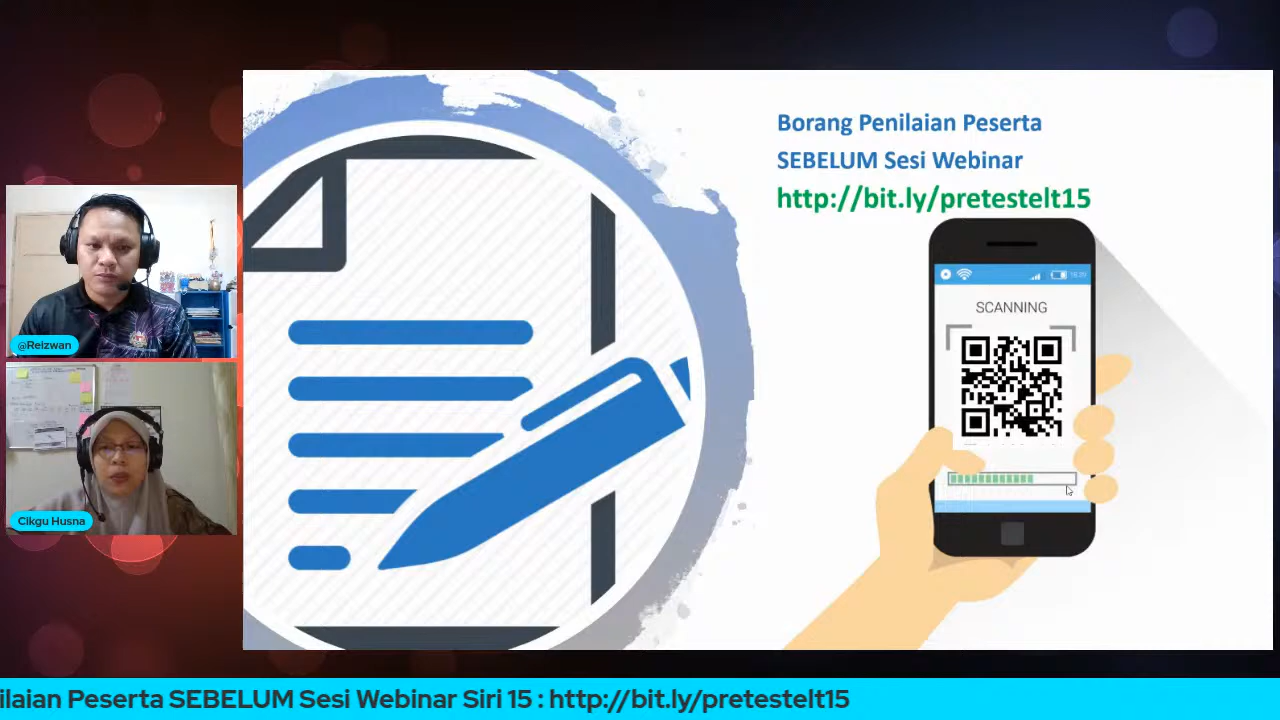 Borang Penilaian Peserta
SEBELUM Sesi Webinar
http://bit.ly/pretestelt15
SCANNING
@Reizwan
Cikgu Husna
ilaian Peserta SEBELUM Sesi Webinar Siri 15 : http://bit.ly/pretestelt15